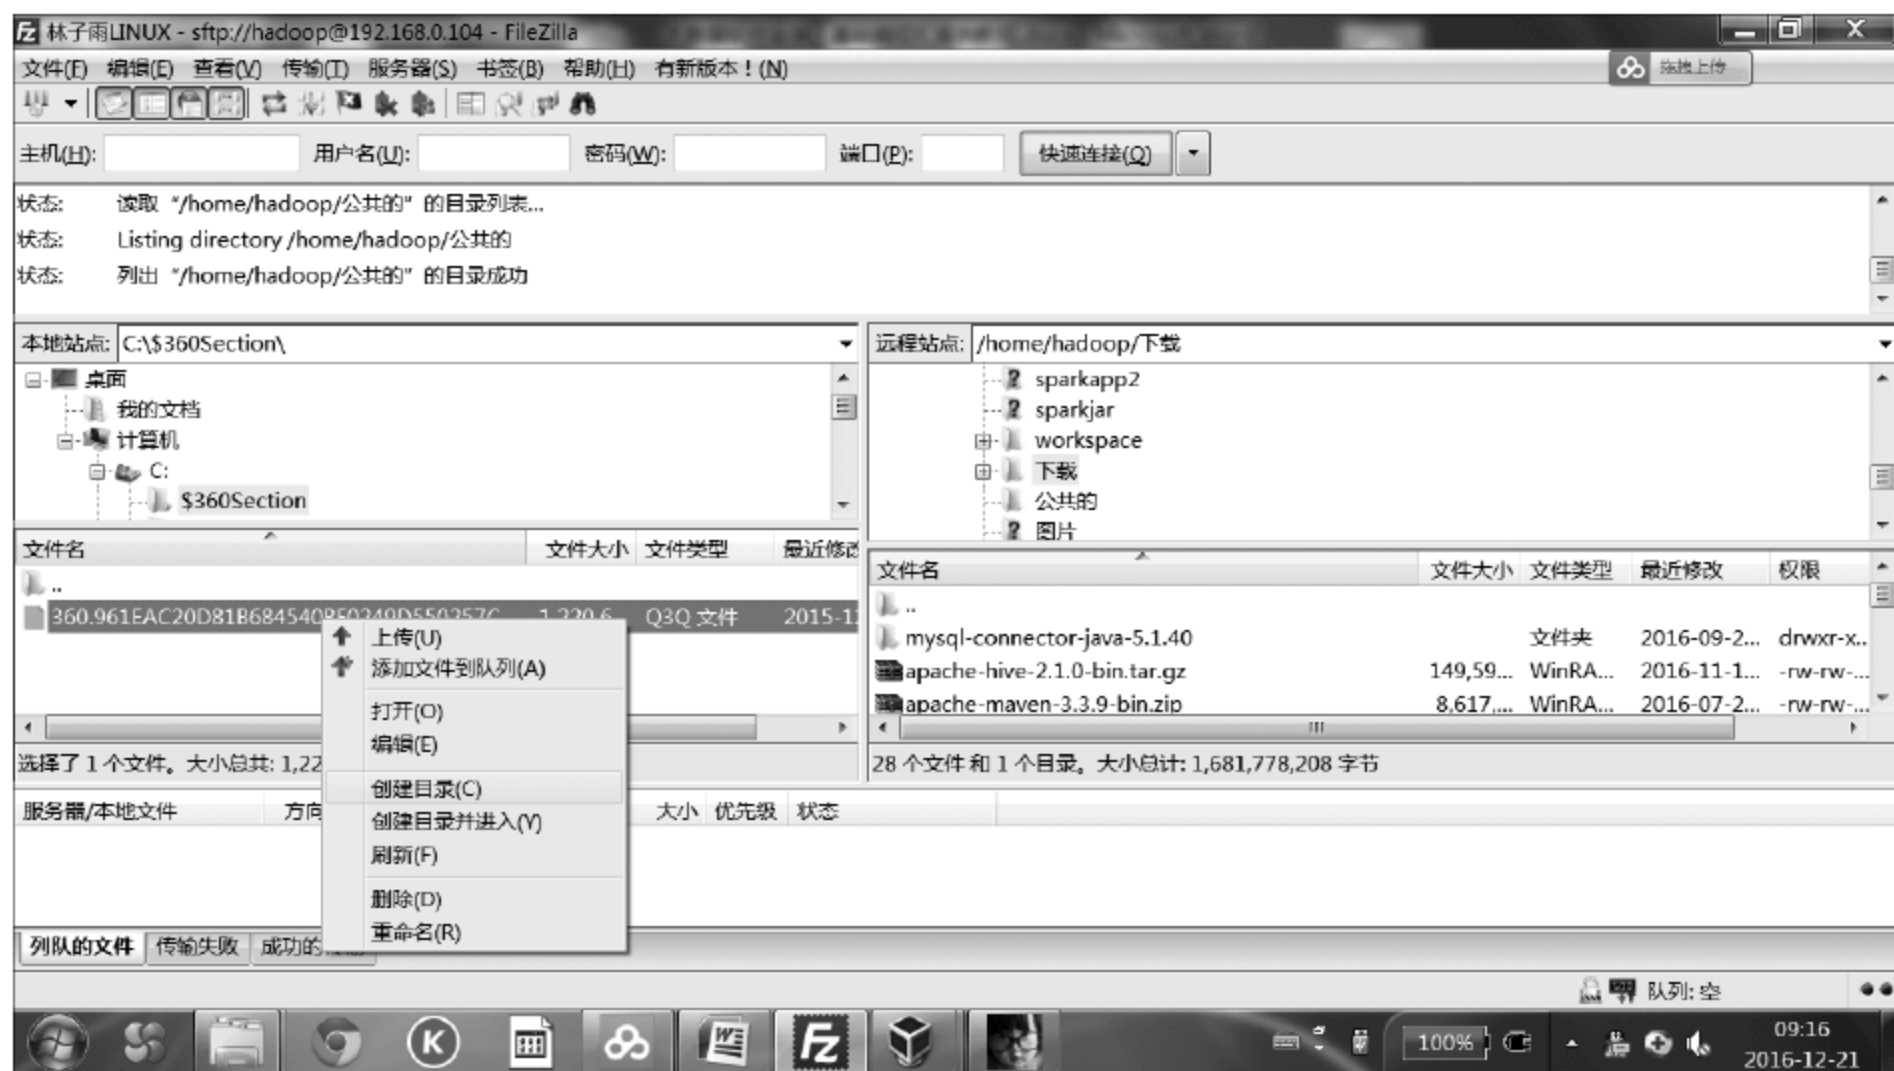 林子雨LINUX - sftp://hadoop@192.168.0.104 - FileZilla
文件(F) 编辑(E) 查看(V) 传输(T) 服务器(S) 书签(B) 帮助(H) 有新版本！(N)
拖拽上传
主机(H): 用户名(U): 密码(W): 端口(P): 快速连接(Q)
状态: 读取 "/home/hadoop/公共的" 的目录列表...
状态: Listing directory /home/hadoop/公共的
状态: 列出 "/home/hadoop/公共的" 的目录成功
本地站点: C:\$360Section\
桌面
我的文档
计算机
C:
$360Section
文件名 文件大小 文件类型 最近修改
..
Q3Q 文件 2015-1
选择了 1 个文件。大小总共: 1,22
远程站点: /home/hadoop/下载
sparkapp2
sparkjar
workspace
下载
公共的
图片
文件名 文件大小 文件类型 最近修改 权限
..
mysql-connector-java-5.1.40 文件夹 2016-09-2... drwxr-x...
apache-hive-2.1.0-bin.tar.gz 149,59... WinRA... 2016-11-1... -rw-rw-...
apache-maven-3.3.9-bin.zip 8,617,... WinRA... 2016-07-2... -rw-rw-...
28 个文件 和 1 个目录。大小总计: 1,681,778,208 字节
上传(U)
添加文件到队列(A)
打开(O)
编辑(E)
创建目录(C)
创建目录并进入(Y)
刷新(F)
删除(D)
重命名(R)
服务器/本地文件 方向 大小 优先级 状态
列队的文件 传输失败 成功的
队列: 空
100%
09:16
2016-12-21